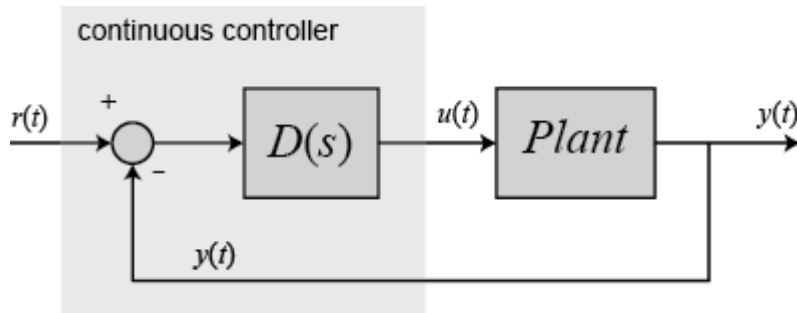 continuous controller
+
r(t)
D(s)
u(t)
Plant
y(t)
-
y(t)